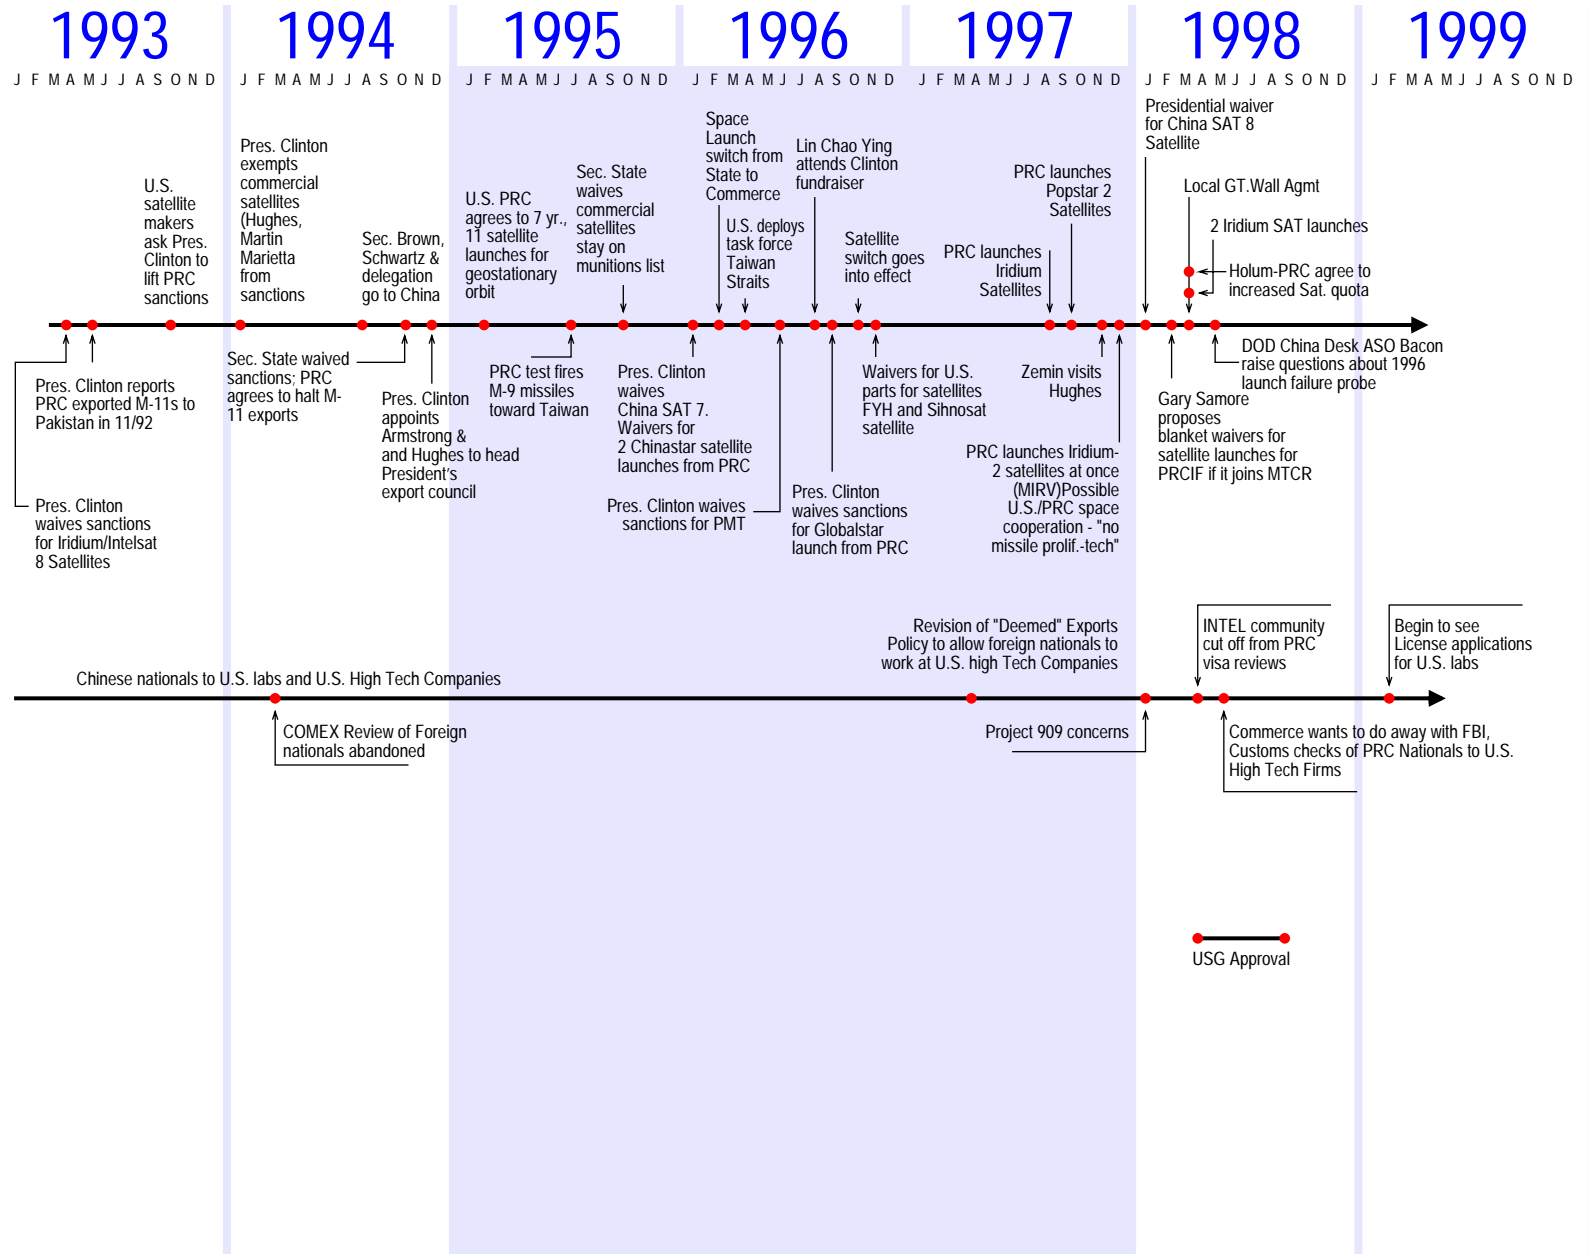 1993 1994 1995 1996 1997 1998 1999
J F M A M J J A S O N D J F M A M J J A S O N D J F M A M J J A S O N D J F M A M J J A S O N D J F M A M J J A S O N D J F M A M J J A S O N D J F M A M J J A S O N D
U.S.
satellite
makers
ask Pres.
Clinton to
lift PRC
sanctions
Pres. Clinton
exempts
commercial
satellites
(Hughes,
Martin
Marietta
from
sanctions
Sec. Brown,
Schwartz &
delegation
go to China
U.S. PRC
agrees to 7 yr.,
11 satellite
launches for
geostationary
orbit
Sec. State
waives
commercial
satellites
stay on
munitions list
Space
Launch
switch from
State to
Commerce
U.S. deploys
task force
Taiwan
Straits
Lin Chao Ying
attends Clinton
fundraiser
Satellite
switch goes
into effect
PRC launches
Iridium
Satellites
PRC launches
Popstar 2
Satellites
Presidential waiver
for China SAT 8
Satellite
Local GT.Wall Agmt
2 Iridium SAT launches
Holum-PRC agree to
increased Sat. quota
Pres. Clinton reports
PRC exported M-11s to
Pakistan in 11/92
Pres. Clinton
waives sanctions
for Iridium/Intelsat
8 Satellites
Sec. State waived
sanctions; PRC
agrees to halt M-
11 exports
Pres. Clinton
appoints
Armstrong &
and Hughes to head
President's
export council
PRC test fires
M-9 missiles
toward Taiwan
Pres. Clinton
waives
China SAT 7.
Waivers for
2 Chinastar satellite
launches from PRC
Pres. Clinton waives
sanctions for PMT
Pres. Clinton
waives sanctions
for Globalstar
launch from PRC
Waivers for U.S.
parts for satellites
FYH and Sihnosat
satellite
Zemin visits
Hughes
PRC launches Iridium-
2 satellites at once
(MIRV)Possible
U.S./PRC space
cooperation - "no
missile prolif.-tech"
Gary Samore
proposes
blanket waivers for
satellite launches for
PRCIF if it joins MTCR
DOD China Desk ASO Bacon
raise questions about 1996
launch failure probe
Chinese nationals to U.S. labs and U.S. High Tech Companies
COMEX Review of Foreign
nationals abandoned
Revision of "Deemed" Exports
Policy to allow foreign nationals to
work at U.S. high Tech Companies
Project 909 concerns
INTEL community
cut off from PRC
visa reviews
Commerce wants to do away with FBI,
Customs checks of PRC Nationals to U.S.
High Tech Firms
Begin to see
License applications
for U.S. labs
USG Approval